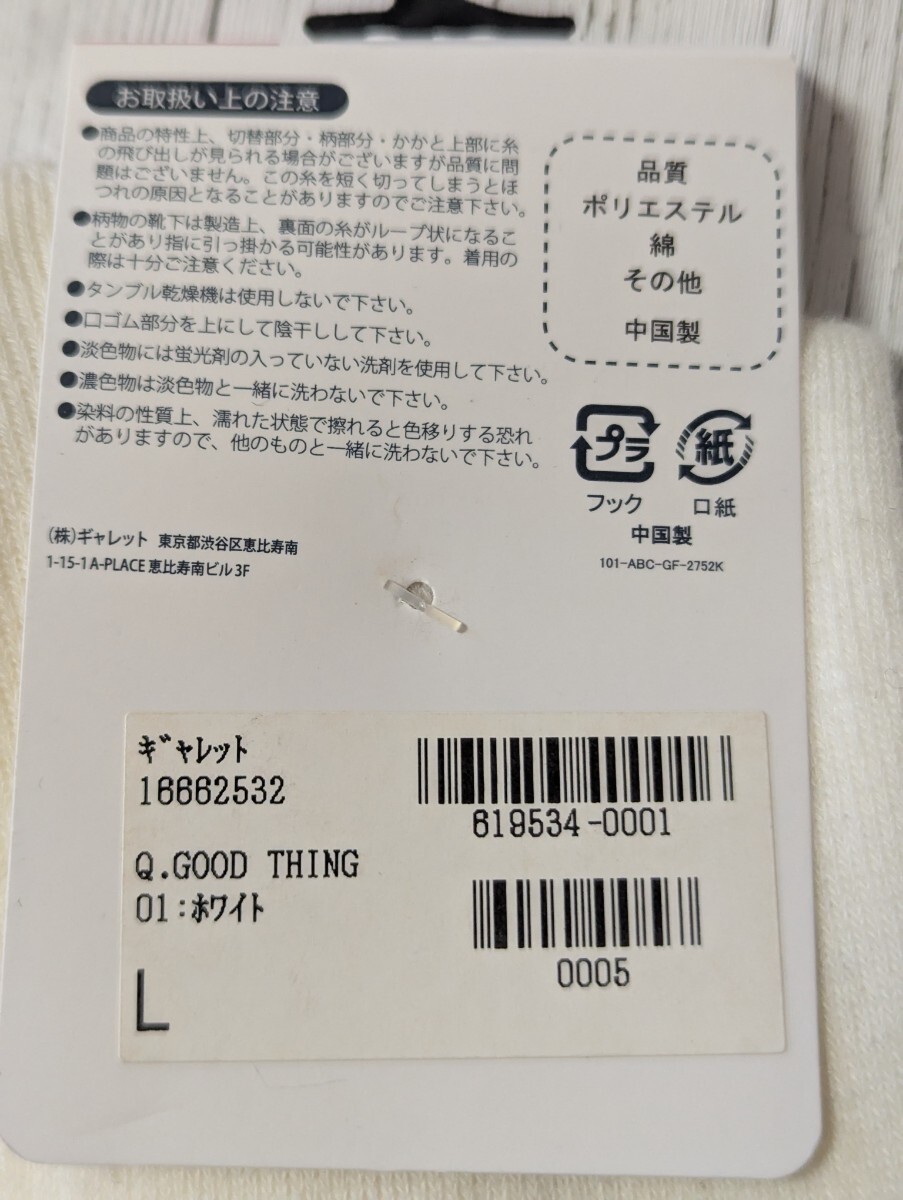 お取扱い上の注意
●商品の特性上、切替部分・柄部分・かかと上部に糸
の飛び出しが見られる場合がございますが品質に問
題はございません。この糸を短く切ってしまうとほ
つれの原因となることがありますのでご注意下さい。
●柄物の靴下は製造上、裏面の糸がループ状になるこ
とがあり指に引っ掛かる可能性があります。着用の
際は十分ご注意ください。
●タンブル乾燥機は使用しないで下さい。
●口ゴム部分を上にして陰干しして下さい。
●淡色物には蛍光剤の入っていない洗剤を使用して下さい。
●濃色物は淡色物と一緒に洗わないで下さい。
●染料の性質上、濡れた状態で擦れると色移りする恐れ
がありますので、他のものと一緒に洗わないで下さい。
品質
ポリエステル
綿
その他
中国製
プラ
紙
フック
口紙
中国製
101-ABC-GF-2752K
(株)ギャレット 東京都渋谷区恵比寿南
1-15-1 A-PLACE 恵比寿南ビル 3F
ｷﾞｬﾚｯﾄ
16662532
619534-0001
Q.GOOD THING
01:ﾎﾜｲﾄ
0005
L